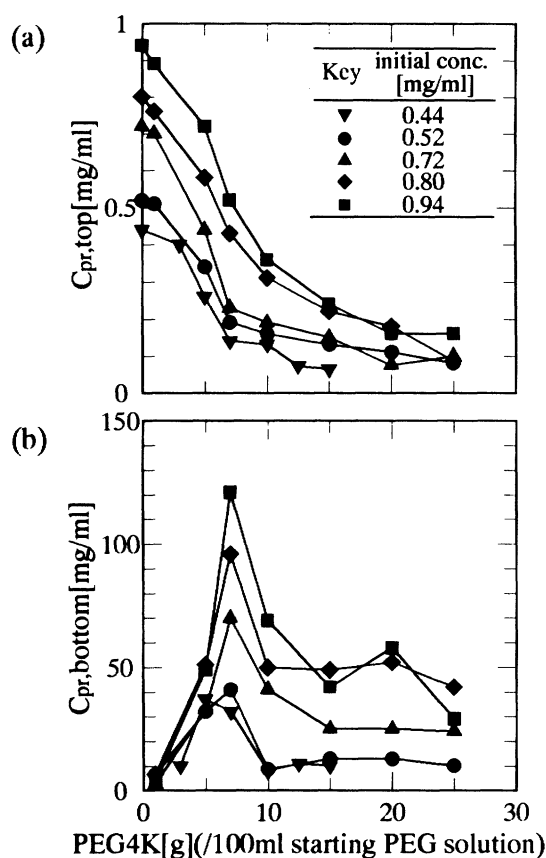 (a)
1
0.5
0
Cpr,top[mg/ml]
Key initial conc. [mg/ml]
▼ 0.44
● 0.52
▲ 0.72
◆ 0.80
■ 0.94
(b)
150
100
50
0
Cpr,bottom[mg/ml]
0 10 20 30
PEG4K[g](/100ml starting PEG solution)